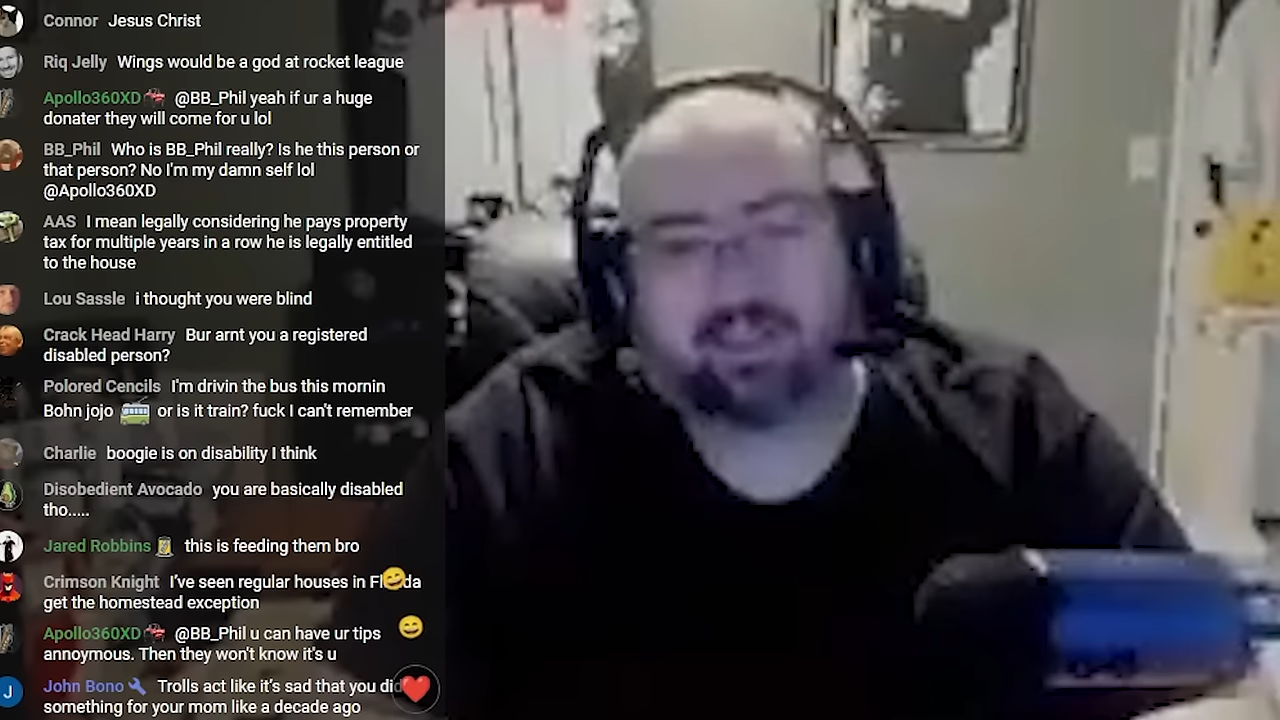 Connor Jesus Christ
Riq Jelly Wings would be a god at rocket league
Apollo360XD @BB_Phil yeah if ur a huge
donater they will come for u lol
BB_Phil Who is BB_Phil really? Is he this person or
that person? No I'm my damn self lol
@Apollo360XD
AAS I mean legally considering he pays property
tax for multiple years in a row he is legally entitled
to the house
Lou Sassle i thought you were blind
Crack Head Harry Bur arnt you a registered
disabled person?
Polored Cencils I'm drivin the bus this mornin
Bohn jojo 🚎 or is it train? fuck I can't remember
Charlie boogie is on disability I think
Disobedient Avocado you are basically disabled
tho.....
Jared Robbins this is feeding them bro
Crimson Knight I've seen regular houses in Fl da
get the homestead exception
Apollo360XD @BB_Phil u can have ur tips
annoymous. Then they won't know it's u
John Bono Trolls act like it's sad that you did
something for your mom like a decade ago
J